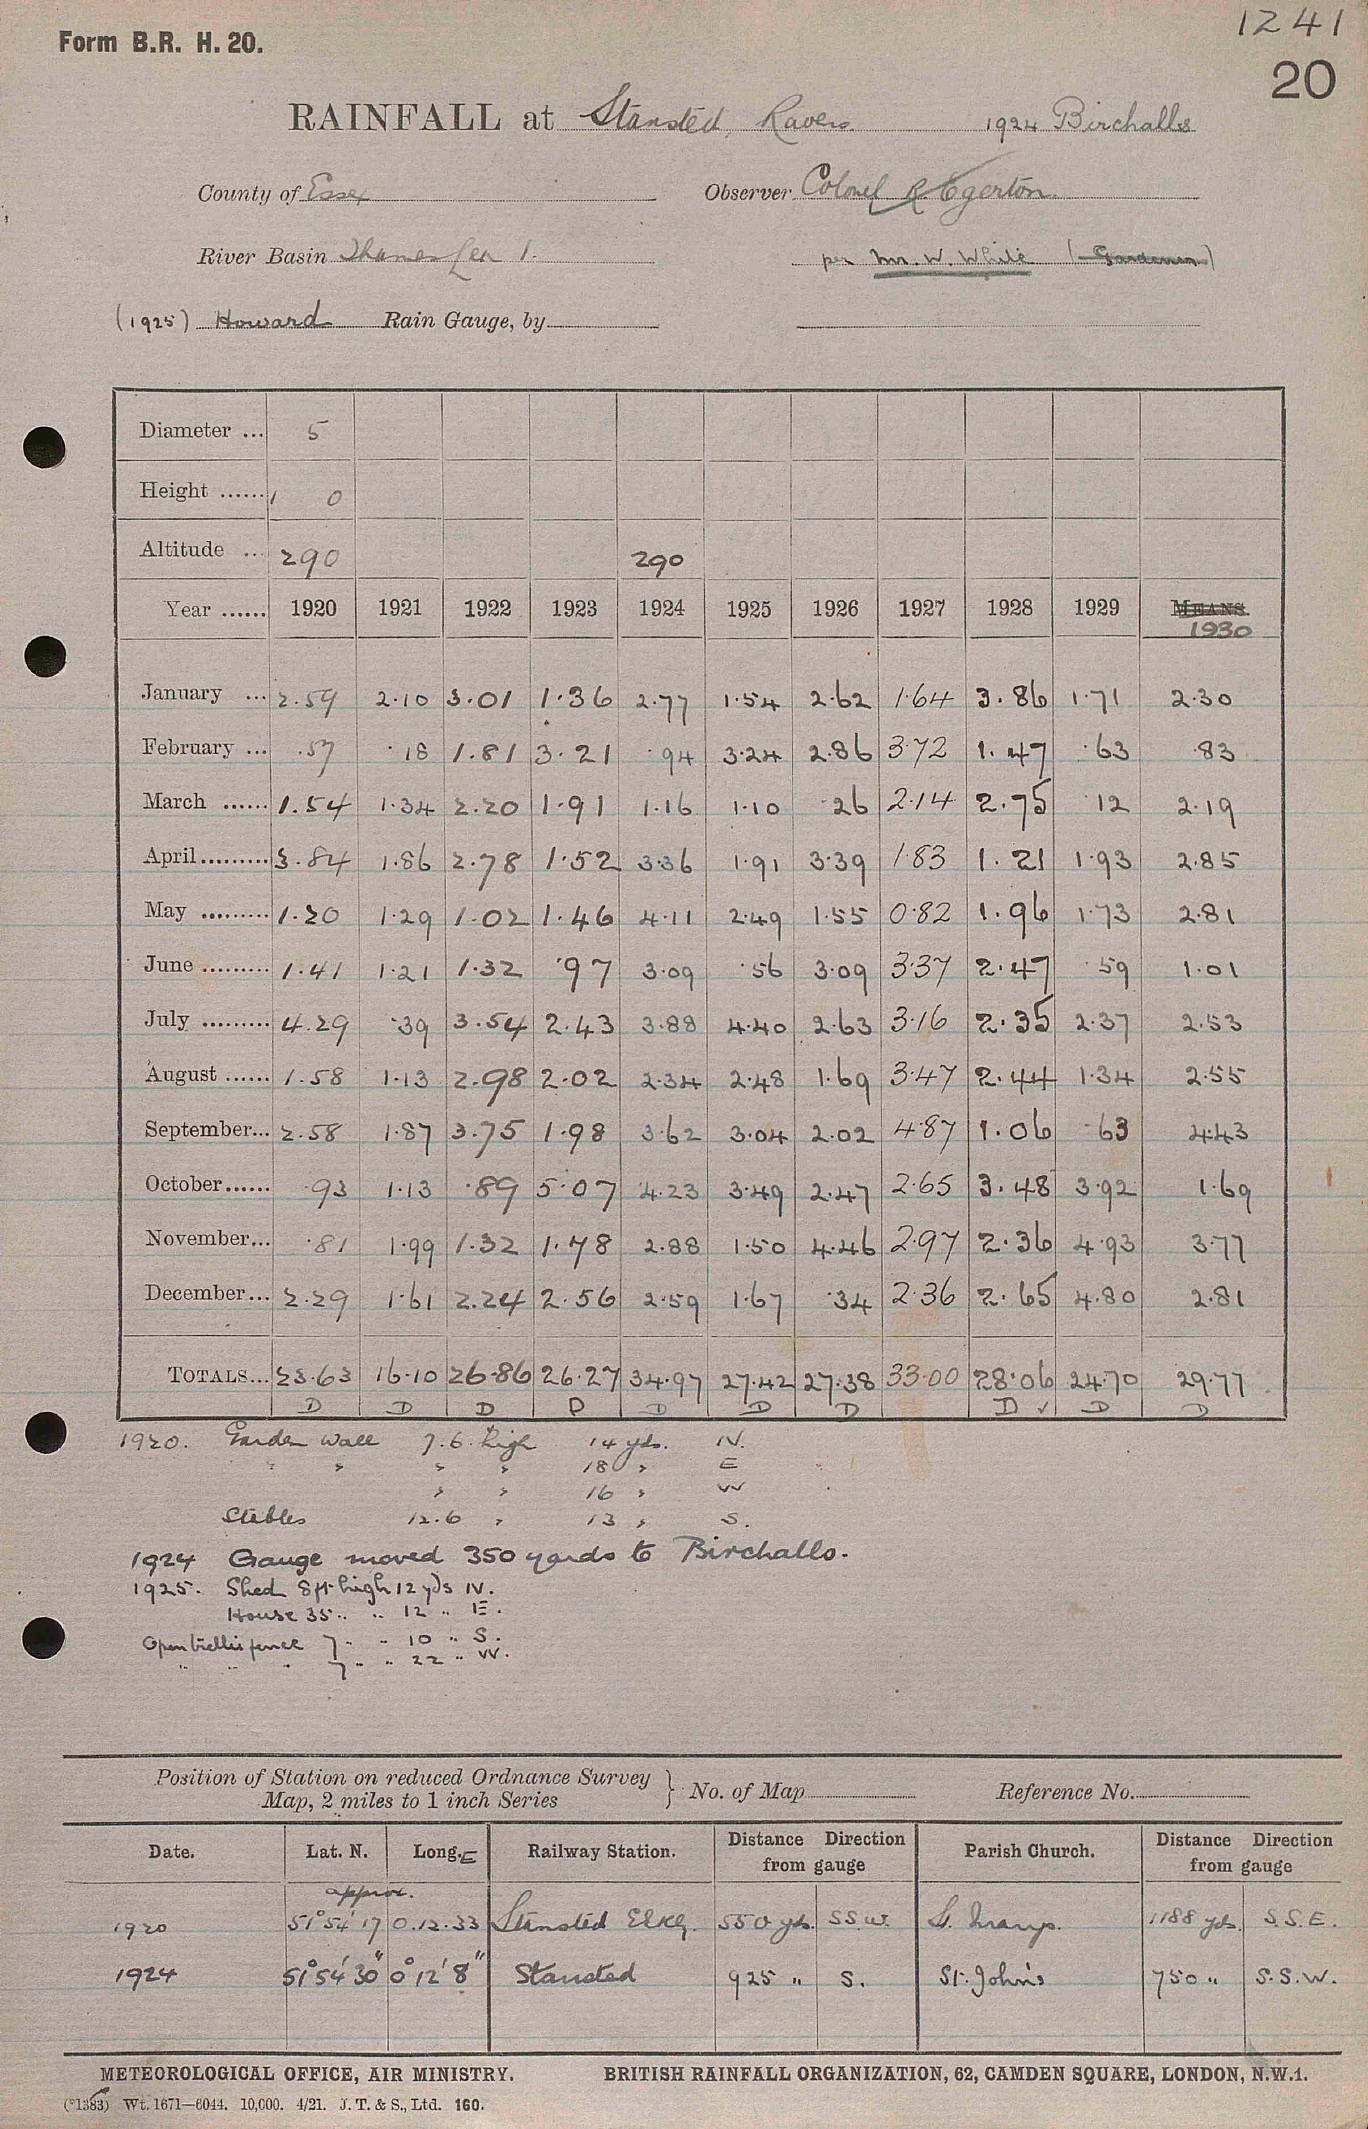 1241
Form B.R. H. 20.
20
RAINFALL at Stansted, Ravens 1924 Birchalls
County of Essex Observer Colonel R Egerton
River Basin Thames Lea 1. per Mr. W. White (Gardener)
(1925) Howard Rain Gauge, by
Diameter ... 5
Height ...... 1 0
Altitude ... 290 290
Year ...... 1920 1921 1922 1923 1924 1925 1926 1927 1928 1929 MEANS
1930
January ... 2.59 2.10 3.01 1.36 2.77 1.54 2.62 1.64 3.86 1.71 2.30
February ... .57 .18 1.81 3.21 .94 3.24 2.86 3.72 1.47 .63 .83
March ...... 1.54 1.34 2.20 1.91 1.16 1.10 .26 2.14 2.75 .12 2.19
April ......... 3.84 1.86 2.78 1.52 3.36 1.91 3.39 1.83 1.21 1.93 2.85
May ......... 1.20 1.29 1.02 1.46 4.11 2.49 1.55 0.82 1.96 1.73 2.81
June ......... 1.41 1.21 1.32 .97 3.09 .56 3.09 3.37 2.47 .59 1.01
July ......... 4.29 .39 3.54 2.43 3.88 4.40 2.63 3.16 2.35 2.37 2.53
August ...... 1.58 1.13 2.98 2.02 2.34 2.48 1.69 3.47 2.44 1.34 2.55
September... 2.58 1.87 3.75 1.98 3.62 3.04 2.02 4.87 1.06 .63 4.43
October...... .93 1.13 .89 5.07 4.23 3.49 2.47 2.65 3.48 3.92 1.69
November... .81 1.99 1.32 1.78 2.88 1.50 4.46 2.97 2.36 4.93 3.77
December... 2.29 1.61 2.24 2.56 2.59 1.67 .34 2.36 2.65 4.80 2.81
TOTALS... 23.63 16.10 26.86 26.27 34.97 27.42 27.38 33.00 28.06 24.70 29.77
D D D D D D D D ✓ D D
1920. Garden Wall 7.6 high 14 yds. N.
" " " " 18 " E
" " 16 " W
Stables 12.6 " 13 " S.
1924 Gauge moved 350 yards to Birchalls.
1925. Shed 8 ft high 12 yds N.
House 35 " " 12 " E.
Open trellis fence 7 " " 10 " S.
" " " 7 " " 22 " W.
Position of Station on reduced Ordnance Survey
Map, 2 miles to 1 inch Series } No. of Map Reference No.
Date. Lat. N. Long. E Railway Station. Distance Direction from gauge Parish Church. Distance Direction from gauge
approx.
1920 51° 54' 17 0.12.33 Stansted 550 yds. SSW. St. Marys. 1188 yds. S.S.E.
1924 51° 54' 30" 0° 12' 8" Stansted 925 " S. St. John's 750 " S.S.W.
METEOROLOGICAL OFFICE, AIR MINISTRY. BRITISH RAINFALL ORGANIZATION, 62, CAMDEN SQUARE, LONDON, N.W.1.
(*1383) Wt. 1671—6044. 10,000. 4/21. J. T. & S., Ltd. 160.